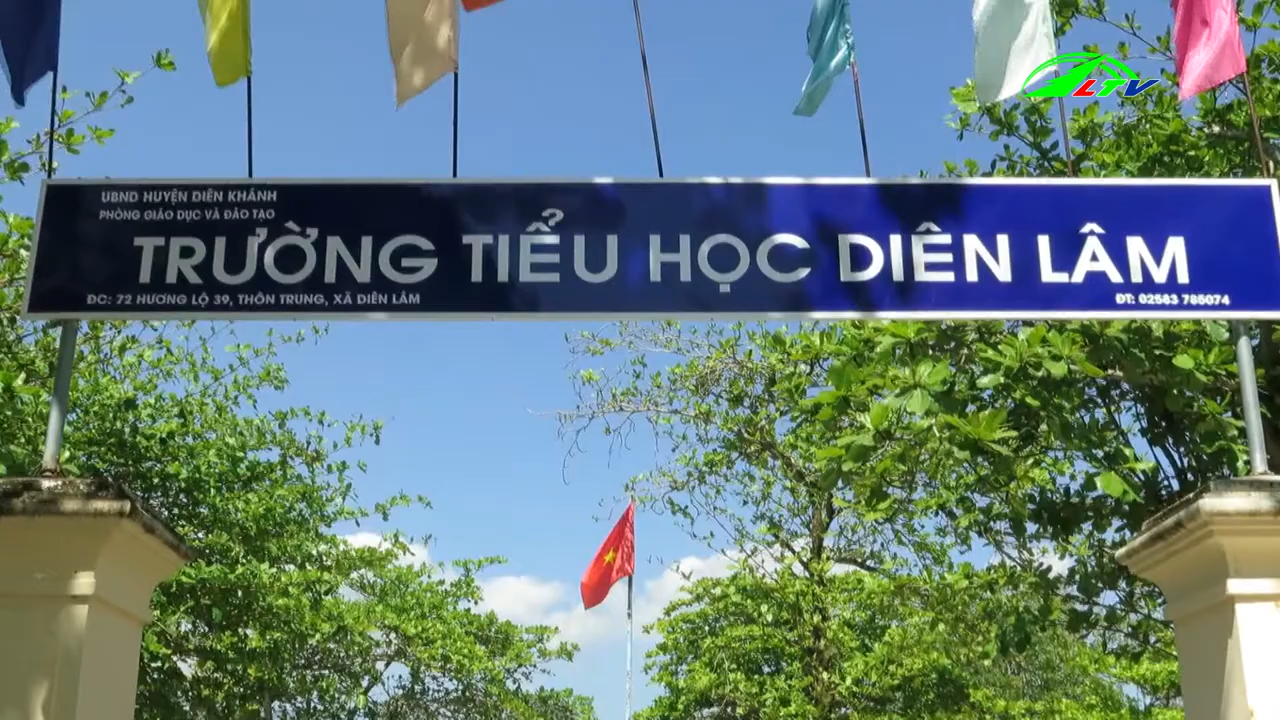 LTV
UBND HUYỆN DIÊN KHÁNH
PHÒNG GIÁO DỤC VÀ ĐÀO TẠO
TRƯỜNG TIỂU HỌC DIÊN LÂM
ĐC: 72 HƯƠNG LỘ 39, THÔN TRUNG, XÃ DIÊN LÂM
ĐT: 02583 785074